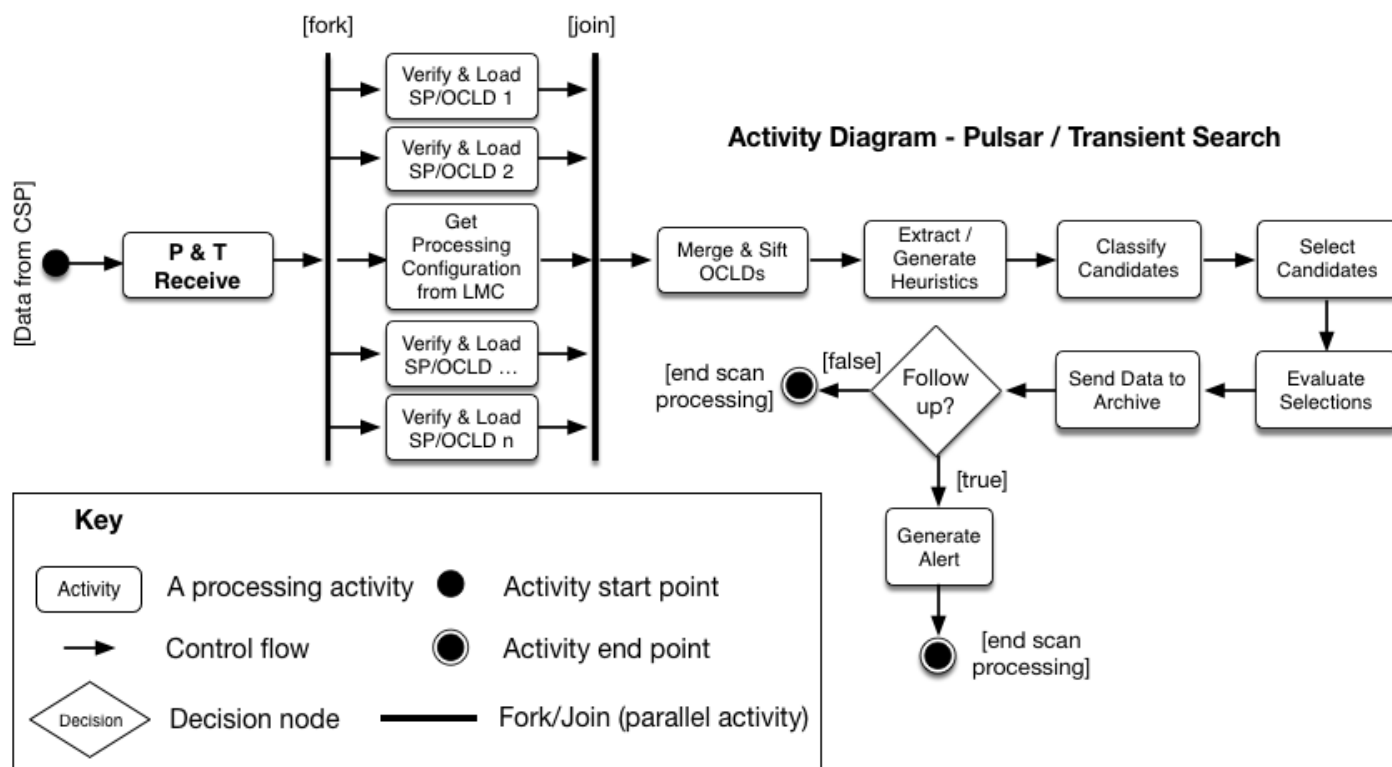 [fork]
[join]
Verify & Load
SP/OCLD 1
Verify & Load
SP/OCLD 2
Get
Processing
Configuration
from LMC
Verify & Load
SP/OCLD ...
Verify & Load
SP/OCLD n
[Data from CSP]
P & T
Receive
Activity Diagram - Pulsar / Transient Search
Merge & Sift
OCLDs
Extract /
Generate
Heuristics
Classify
Candidates
Select
Candidates
Evaluate
Selections
Send Data to
Archive
Follow
up?
[false]
[end scan
processing]
[true]
Generate
Alert
[end scan
processing]
Key
Activity
A processing activity
Activity start point
Control flow
Activity end point
Decision
Decision node
Fork/Join (parallel activity)